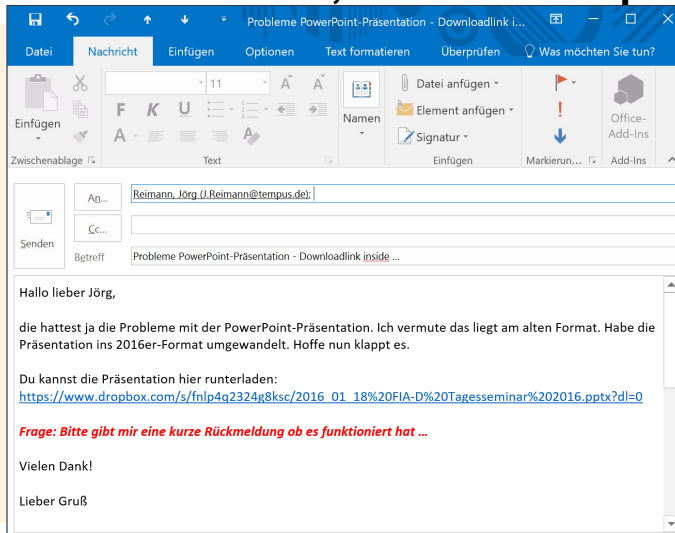 Probleme PowerPoint-Präsentation - Downloadlink i...
Datei Nachricht Einfügen Optionen Text formatieren Überprüfen Was möchten Sie tun?
11 A A
Datei anfügen
Einfügen F K U Namen Element anfügen Office-
A Signatur Add-Ins
Zwischenablage Text Einfügen Markierun... Add-Ins
An... Reimann, Jörg (J.Reimann@tempus.de);
Cc...
Senden
Betreff Probleme PowerPoint-Präsentation - Downloadlink inside ...
Hallo lieber Jörg,
die hattest ja die Probleme mit der PowerPoint-Präsentation. Ich vermute das liegt am alten Format. Habe die
Präsentation ins 2016er-Format umgewandelt. Hoffe nun klappt es.
Du kannst die Präsentation hier runterladen:
https://www.dropbox.com/s/fnlp4q2324g8ksc/2016_01_18%20FIA-D%20Tagesseminar%202016.pptx?dl=0
Frage: Bitte gibt mir eine kurze Rückmeldung ob es funktioniert hat ...
Vielen Dank!
Lieber Gruß